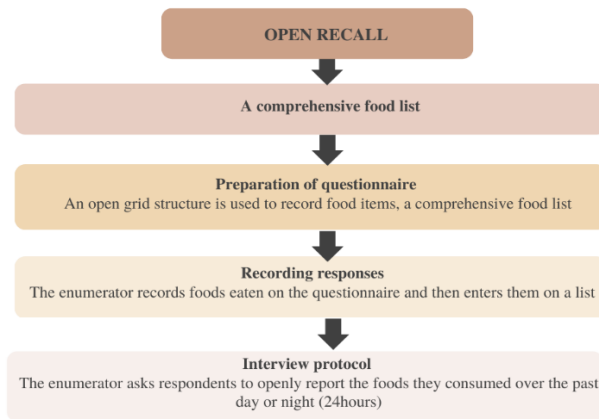 OPEN RECALL
A comprehensive food list
Preparation of questionnaire
An open grid structure is used to record food items, a comprehensive food list
Recording responses
The enumerator records foods eaten on the questionnaire and then enters them on a list
Interview protocol
The enumerator asks respondents to openly report the foods they consumed over the past
day or night (24hours)